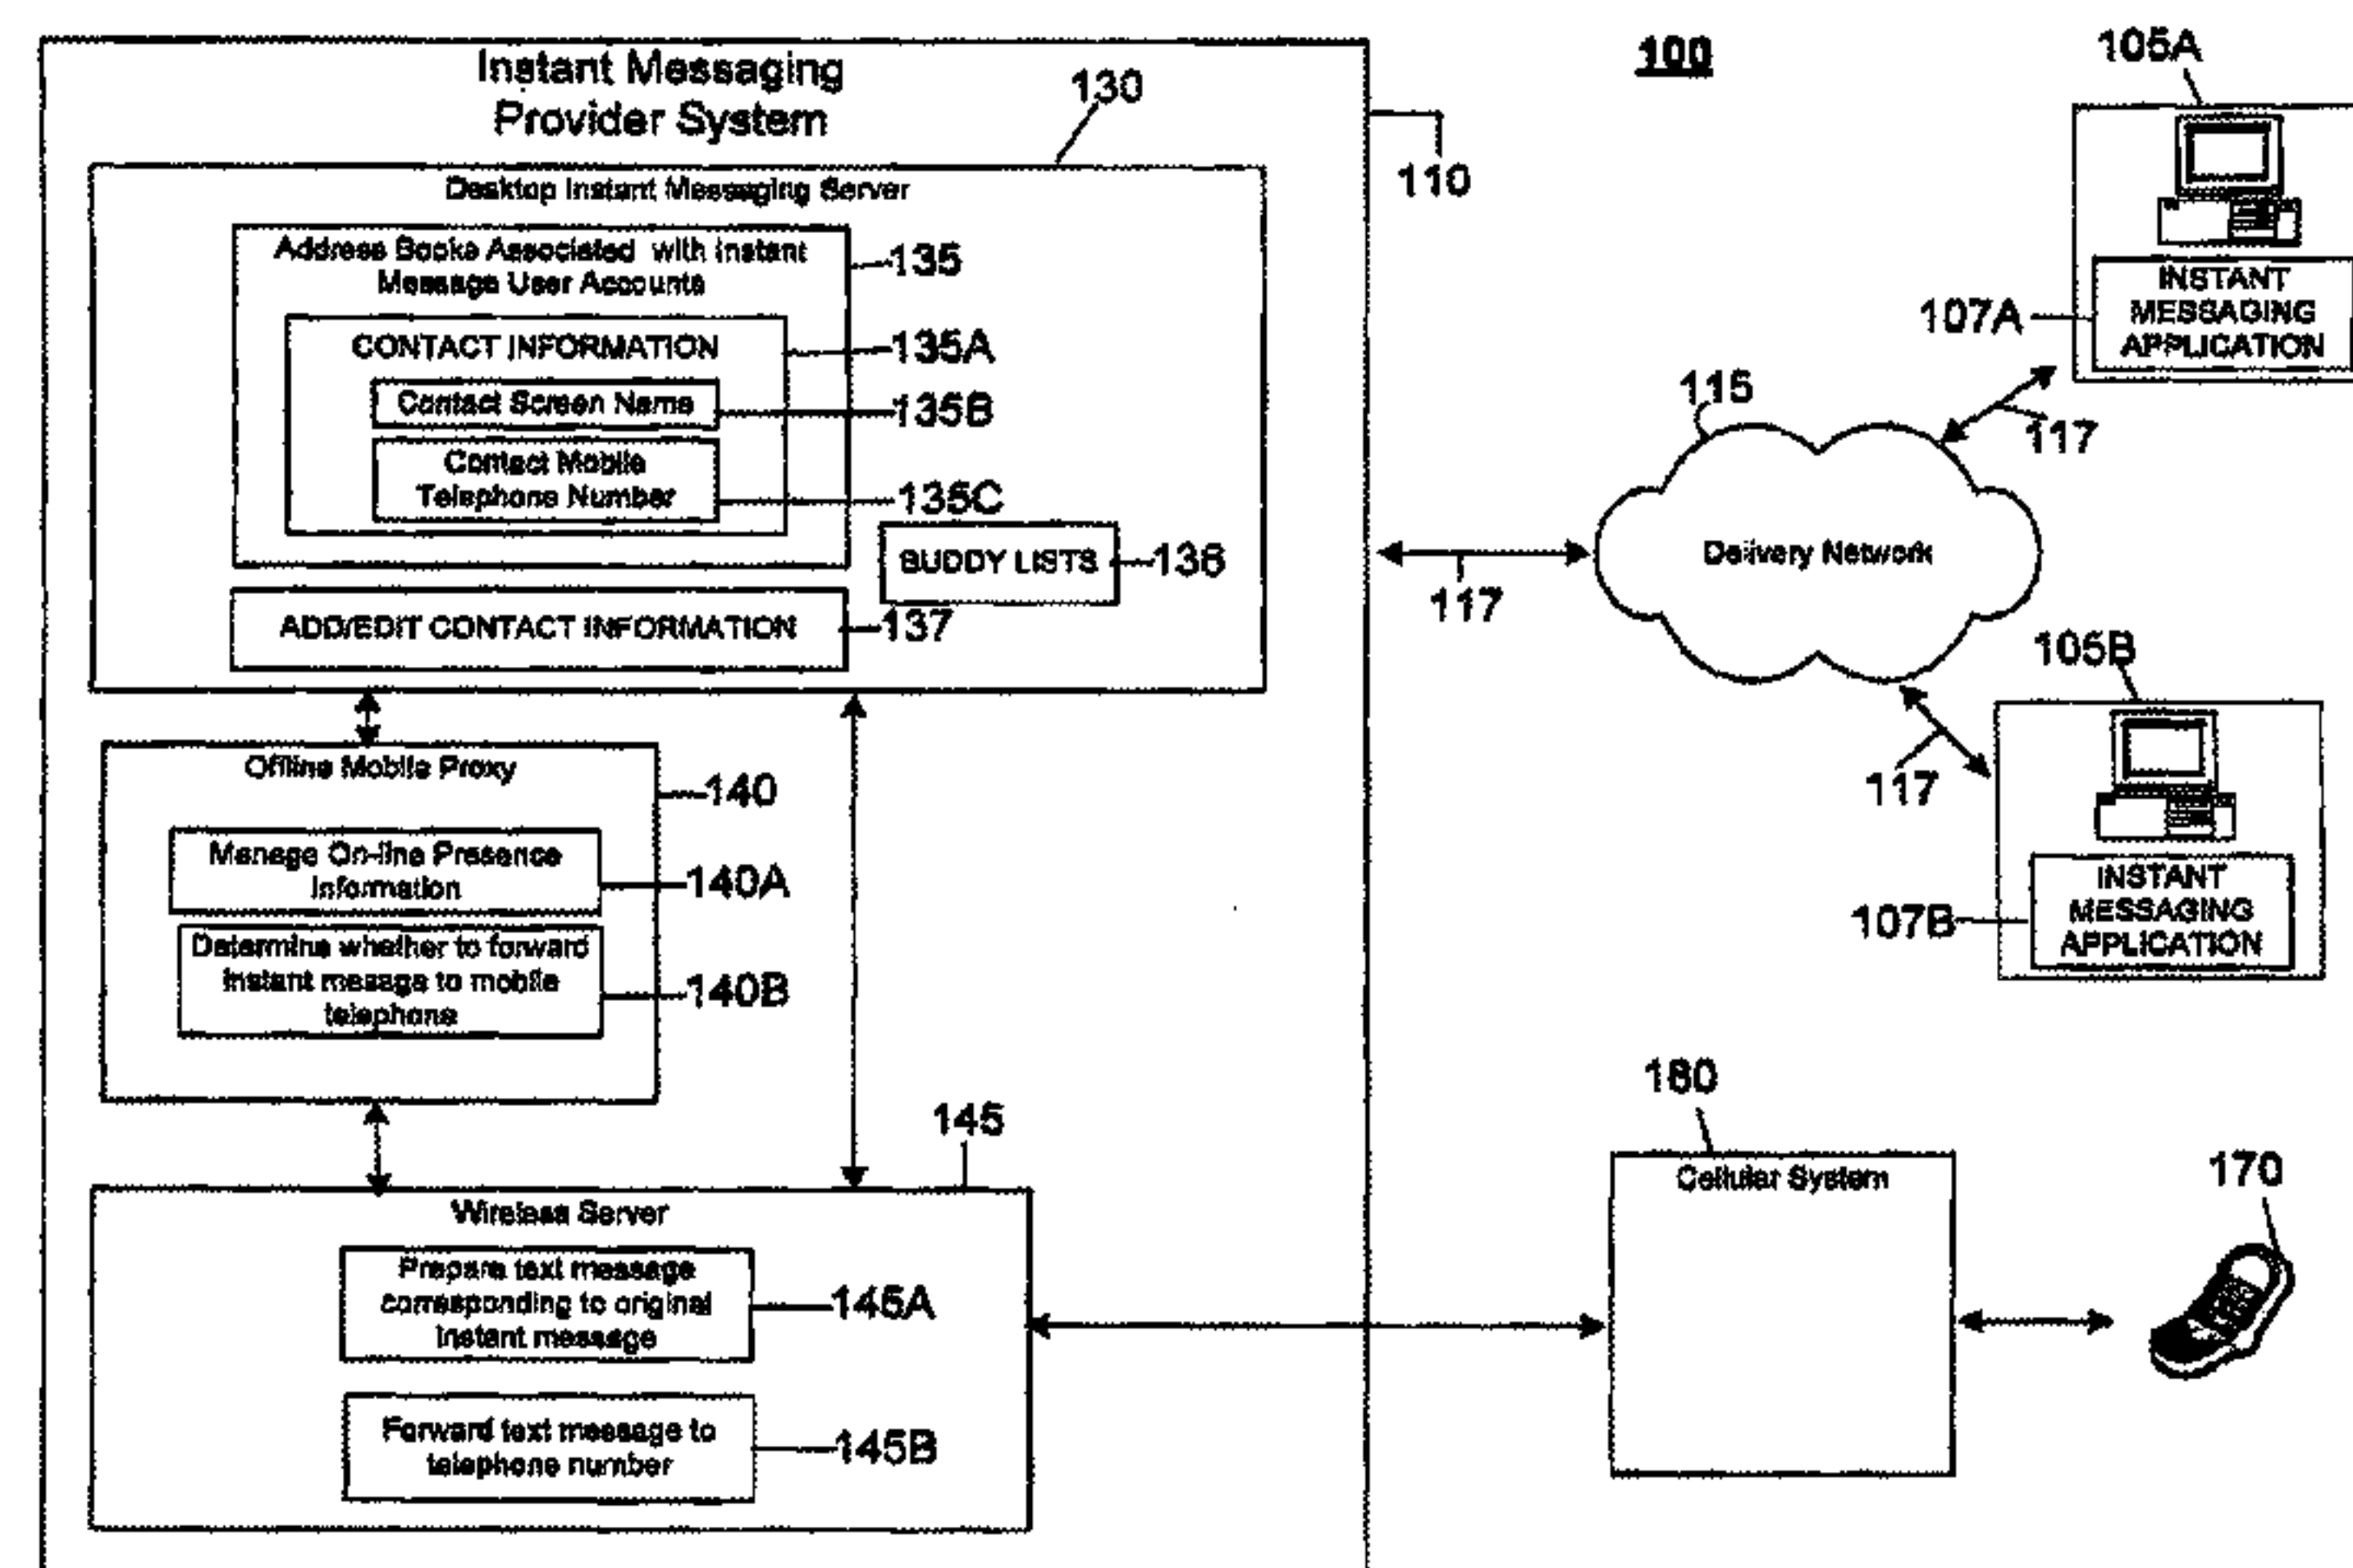 Instant Messaging
Provider System
130
100
105A
110
Desktop Instant Messaging Server
Address Books Associated with Instant
Message User Accounts
135
CONTACT INFORMATION
135A
Contact Screen Name
135B
Contact Mobile
Telephone Number
135C
BUDDY LISTS
136
ADD/EDIT CONTACT INFORMATION
137
INSTANT
MESSAGING
APPLICATION
107A
115
117
Delivery Network
117
105B
117
INSTANT
MESSAGING
APPLICATION
107B
Offline Mobile Proxy
140
Manage On-line Presence
Information
140A
Determine whether to forward
instant mesage to mobile
telephone
140B
145
Wireless Server
Prepare text message
corresponding to original
instant message
145A
Forward text message to
telephone number
145B
160
Cellular System
170